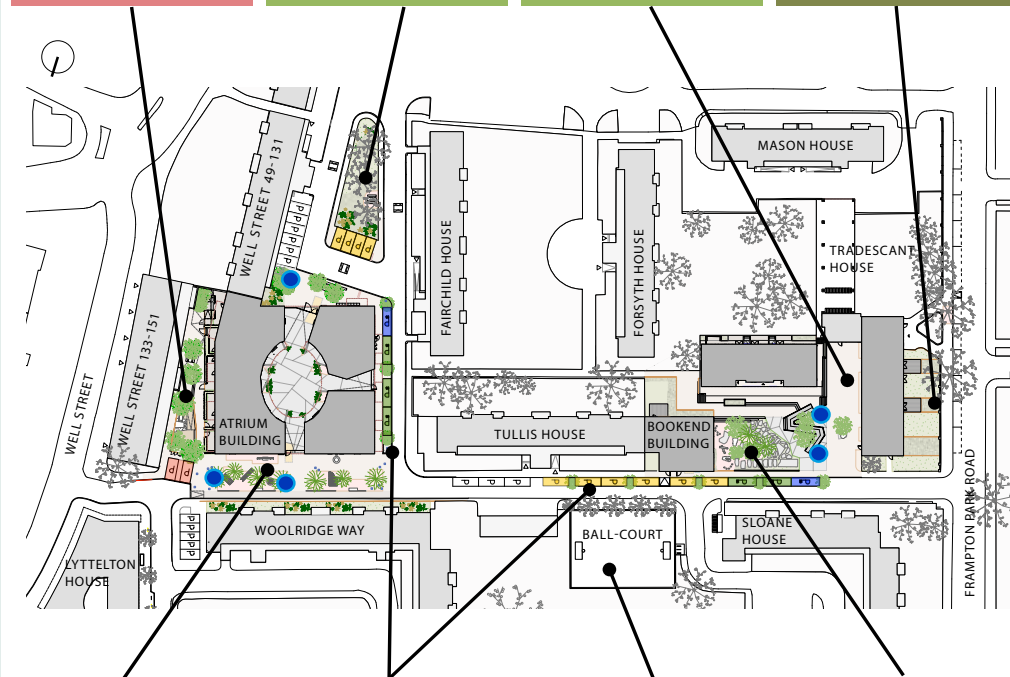 MASON HOUSE
WELL STREET 49-131
FAIRCHILD HOUSE
FORSYTH HOUSE
TRADESCANT
HOUSE
WELL STREET 133-151
WELL STREET
ATRIUM
BUILDING
TULLIS HOUSE
BOOKEND
BUILDING
WOOLRIDGE WAY
BALL-COURT
SLOANE
HOUSE
LYTTELTON
HOUSE
FRAMPTON PARK ROAD